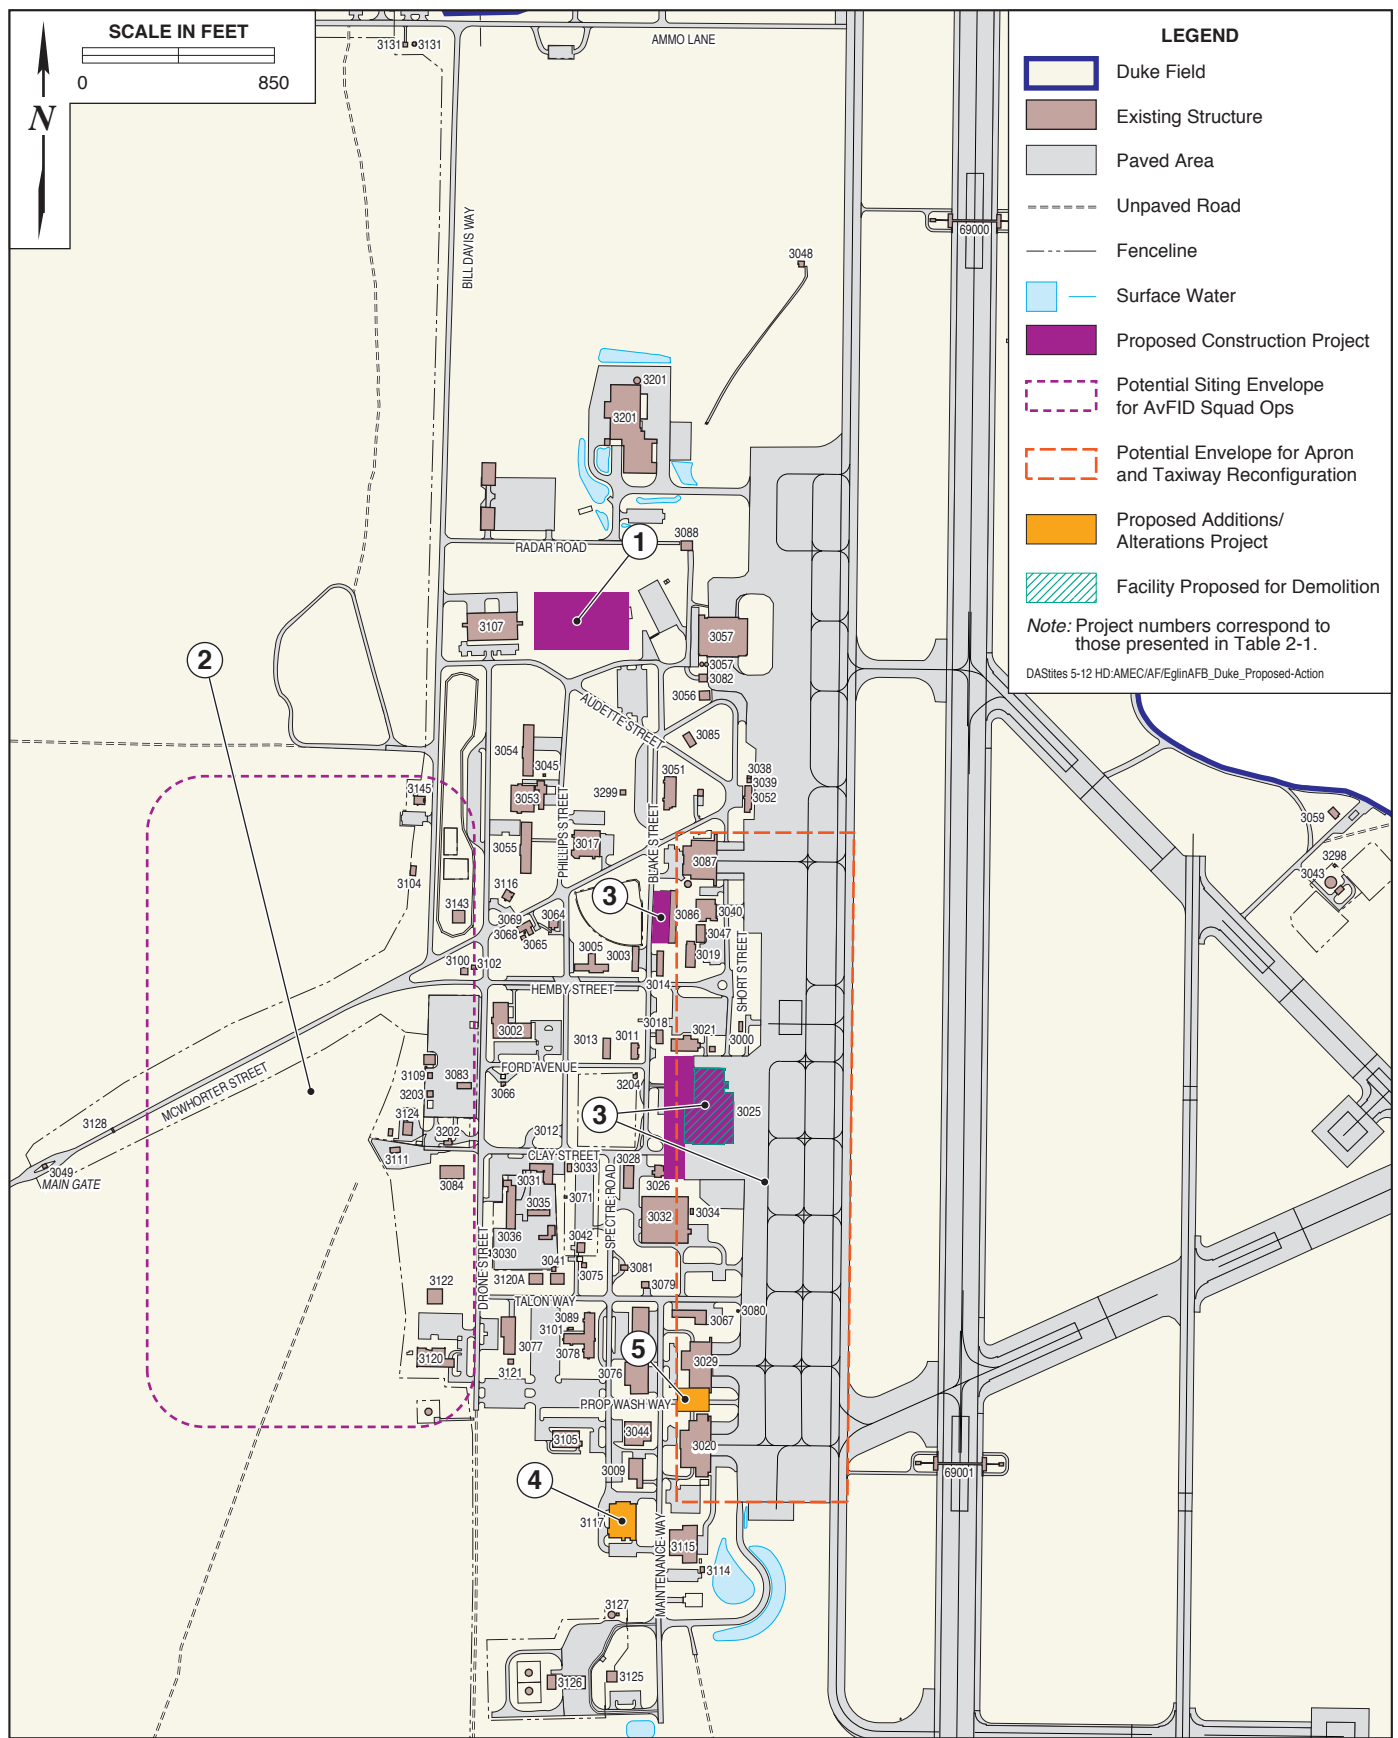 SCALE IN FEET
0 850
N
LEGEND
Duke Field
Existing Structure
Paved Area
Unpaved Road
Fenceline
Surface Water
Proposed Construction Project
Potential Siting Envelope
for AvFID Squad Ops
Potential Envelope for Apron
and Taxiway Reconfiguration
Proposed Additions/
Alterations Project
Facility Proposed for Demolition
Note: Project numbers correspond to
those presented in Table 2-1.
DAStites 5-12 HD:AMEC/AF/EglinAFB_Duke_Proposed-Action
3131 3131
AMMO LANE
BILL DAVIS WAY
69000
3048
3201
3201
RADAR ROAD
1
3088
3107
3057
3057
3082
2
3056
AUDETTE STREET
3085
3054
3045
3051
3038
3039
3052
3145
3053
3299
PHILLIPS STREET
BLAKE STREET
3059
3055
3017
3087
3298
3043
3104
3116
3
3143
3069
3064
3086
3040
3068
3065
3047
3005
3003
3019
3100
3102
SHORT STREET
HEMBY STREET
3014
3002
3013
3011
3018
3021
3000
FORD AVENUE
MCWHORTER STREET
3109
3083
3066
3204
3203
3
3025
3128
3124
3202
3012
3111
CLAY STREET
3049
MAIN GATE
3084
3031
3033
3028
3026
3035
3071
SPECTRE ROAD
3032
3034
3036
3030
3042
DRONE STREET
3041
3075
3081
3122
3120A
3079
TALON WAY
3080
3089
3101
3067
3077
3078
5
3120
3121
3076
3029
PROP WASH WAY
3105
3044
3020
3009
4
69001
3117
MAINTENANCE WAY
3115
3114
3127
3126
3125